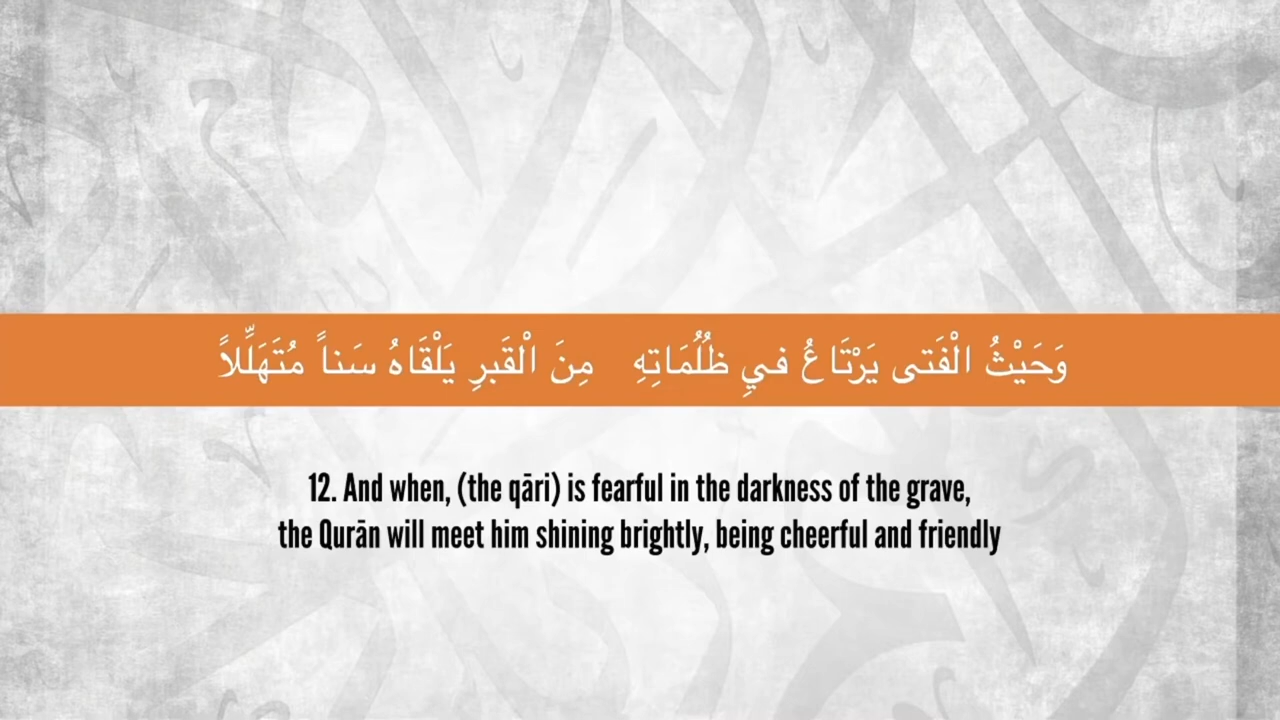 وَحَيْثُ الْفَتى يَرْتَاعُ فيِ ظُلُمَاتِهِ مِنَ الْقَبرِ يَلْقَاهُ سَناً مُتَهَلِّلاً
12. And when, (the qāri) is fearful in the darkness of the grave,
the Qurān will meet him shining brightly, being cheerful and friendly